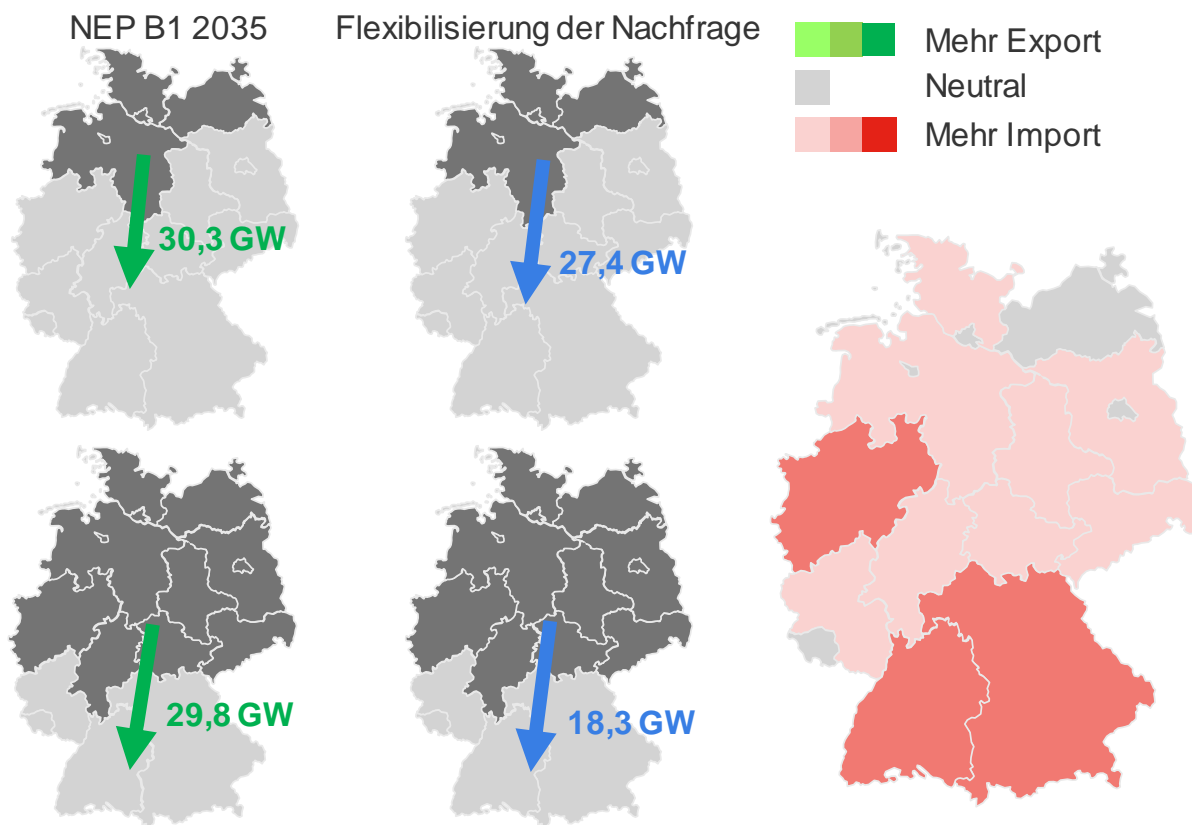 NEP B1 2035
Flexibilisierung der Nachfrage
Mehr Export
Neutral
Mehr Import
30,3 GW
27,4 GW
29,8 GW
18,3 GW